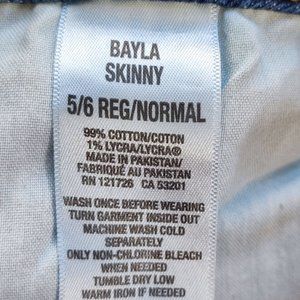 BAYLA
SKINNY
5/6 REG/NORMAL
99% COTTON/COTON
1% LYCRA/LYCRA®
MADE IN PAKISTAN/
FABRIQUÉ AU PAKISTAN
RN 121726 CA 53201
WASH ONCE BEFORE WEARING
TURN GARMENT INSIDE OUT
MACHINE WASH COLD
SEPARATELY
ONLY NON-CHLORINE BLEACH
WHEN NEEDED
TUMBLE DRY LOW
WARM IRON IF NEEDED